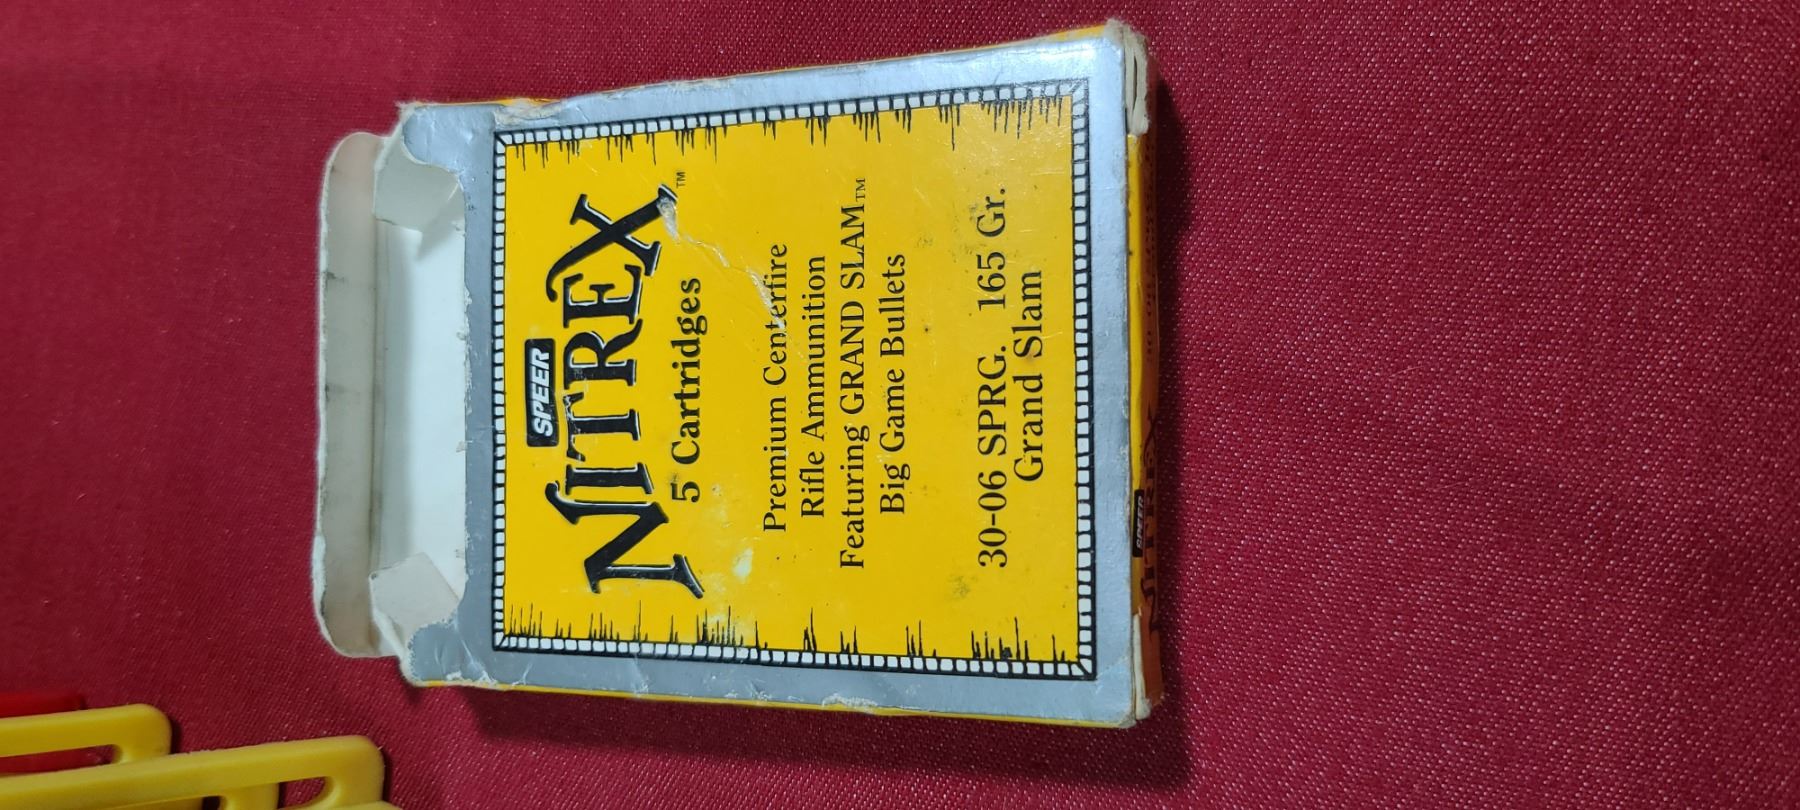 SPEER
NITREX™
5 Cartridges
Premium Centerfire
Rifle Ammunition
Featuring GRAND SLAM™
Big Game Bullets
30-06 SPRG. 165 Gr.
Grand Slam
SPEER
NITREX